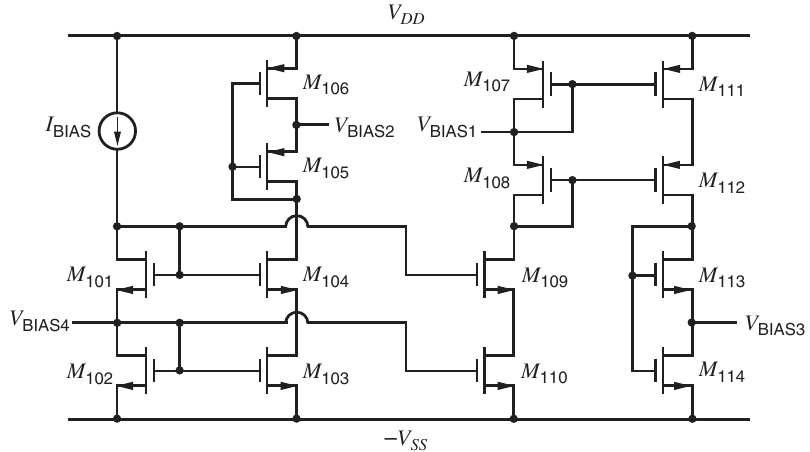 V_DD
M_106
M_107
M_111
I_BIAS
V_BIAS2
V_BIAS1
M_105
M_108
M_112
M_101
M_104
M_109
M_113
V_BIAS4
V_BIAS3
M_102
M_103
M_110
M_114
−V_SS